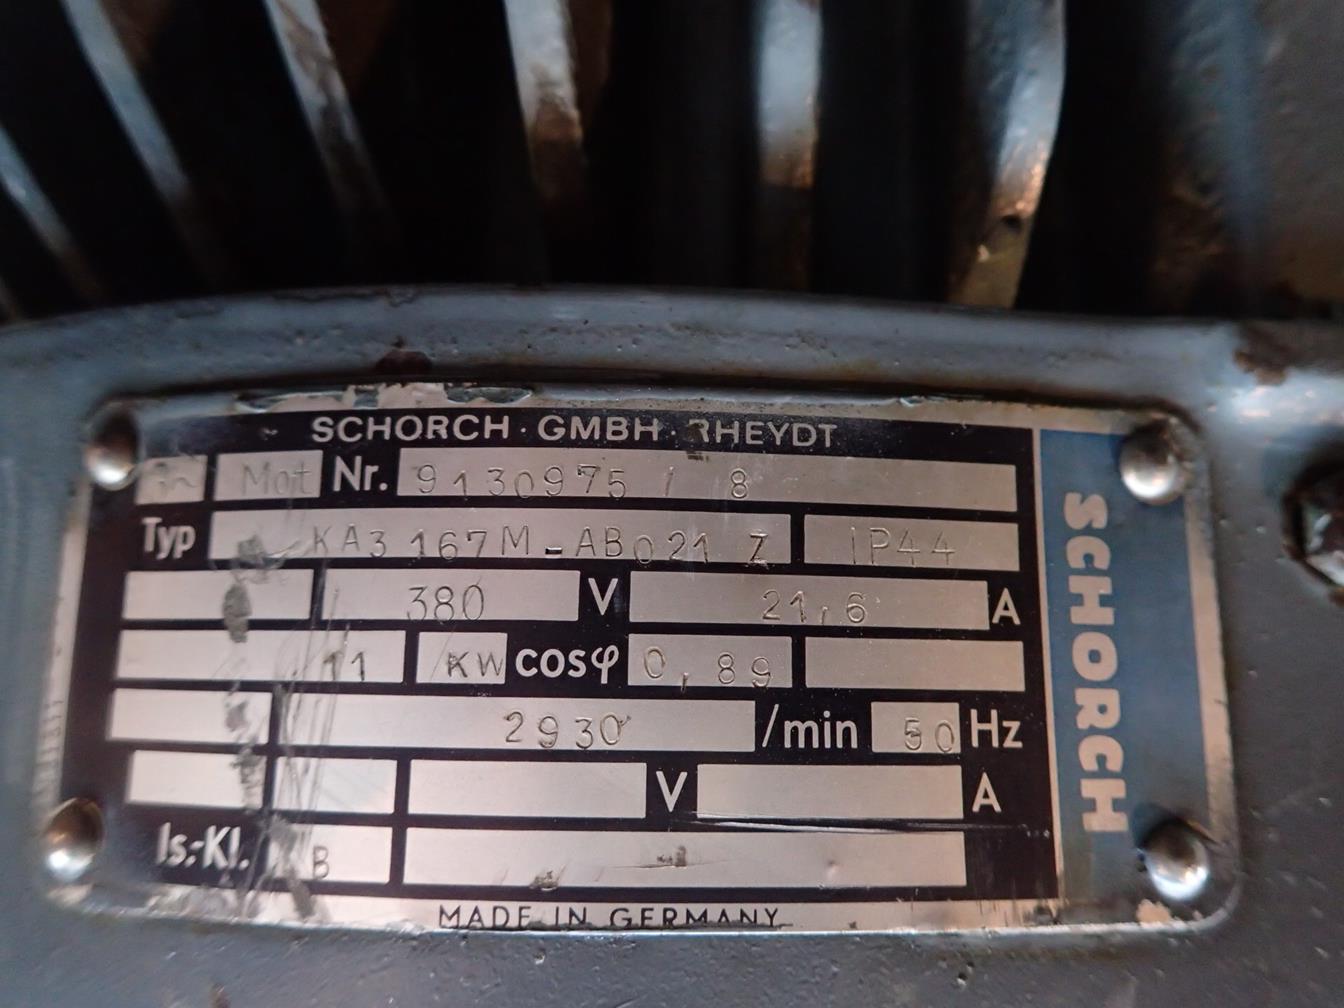 SCHORCH · GMBH · RHEYDT
3~ Mot Nr. 9130975 / 8
Typ KA3 167M-AB021 Z IP44
380 V 21,6 A
11 KW cosφ 0,89
2930 /min 50 Hz
V A
Is.-Kl. B
MADE IN GERMANY
SCHORCH